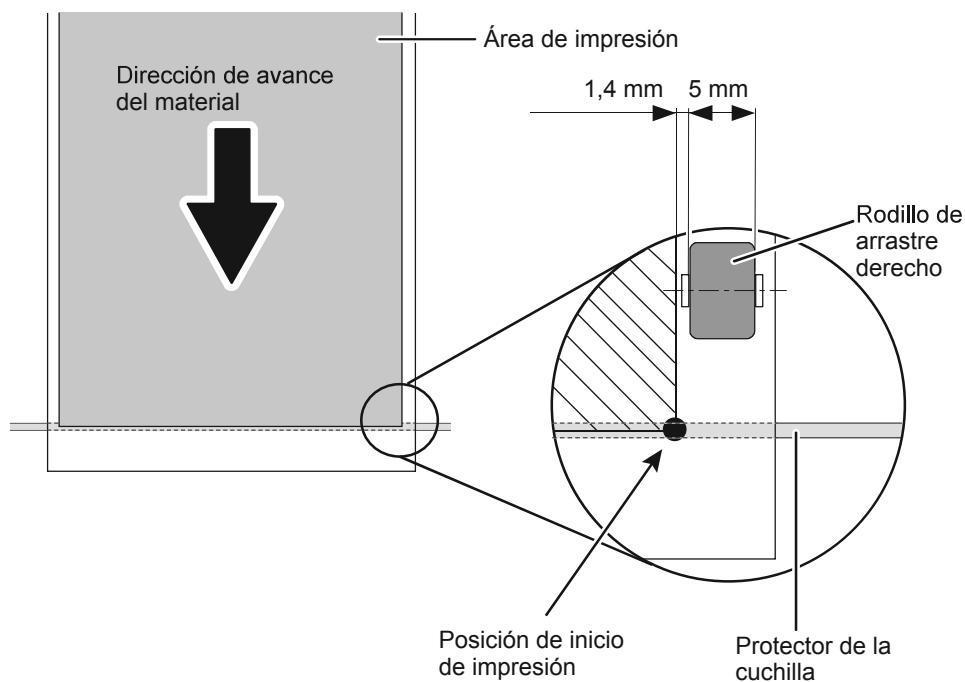 Área de impresión
Dirección de avance
del material
1,4 mm
5 mm
Rodillo de
arrastre
derecho
Posición de inicio
de impresión
Protector de la
cuchilla